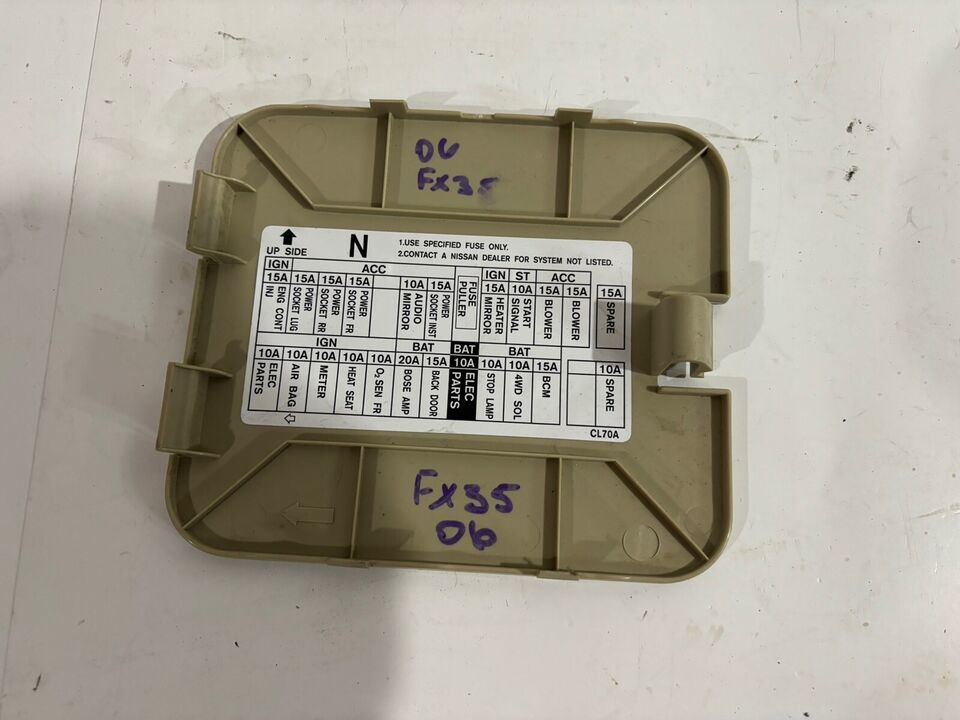 06
FX35
UP SIDE
N
1.USE SPECIFIED FUSE ONLY.
2.CONTACT A NISSAN DEALER FOR SYSTEM NOT LISTED.
IGN ACC IGN ST ACC
15A 15A 15A 15A 10A 15A FUSE PULLER 15A 10A 15A 15A 15A
ENG CONT INJ
POWER SOCKET LUG
POWER SOCKET RR
POWER SOCKET FR
AUDIO MIRROR
POWER SOCKET INST
HEATER MIRROR
START SIGNAL
BLOWER
BLOWER
SPARE
IGN BAT BAT BAT
10A 10A 10A 10A 10A 20A 15A 10A 10A 10A 15A 10A
ELEC PARTS
AIR BAG
METER
HEAT SEAT
O2 SEN FR
BOSE AMP
BACK DOOR
ELEC PARTS
STOP LAMP
4WD SOL
BCM
SPARE
CL70A
FX35
06